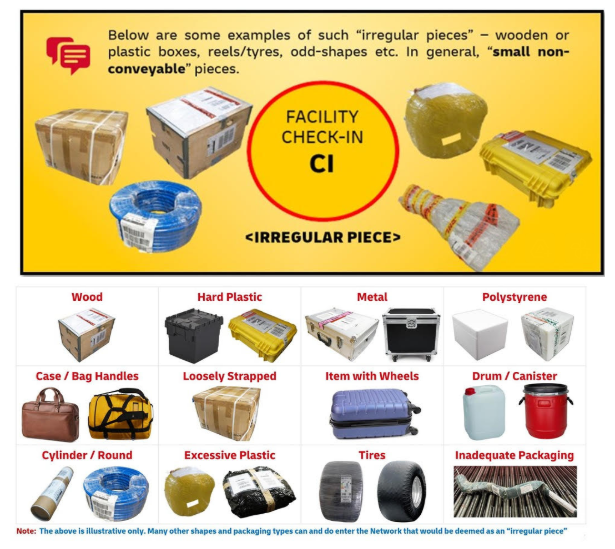 Below are some examples of such “irregular pieces” – wooden or
plastic boxes, reels/tyres, odd-shapes etc. In general, “small non-
conveyable” pieces.
FACILITY
CHECK-IN
CI
<IRREGULAR PIECE>
Wood
Hard Plastic
Metal
Polystyrene
Case / Bag Handles
Loosely Strapped
Item with Wheels
Drum / Canister
Cylinder / Round
Excessive Plastic
Tires
Inadequate Packaging
Note: The above is illustrative only. Many other shapes and packaging types can and do enter the Network that would be deemed as an “irregular piece”